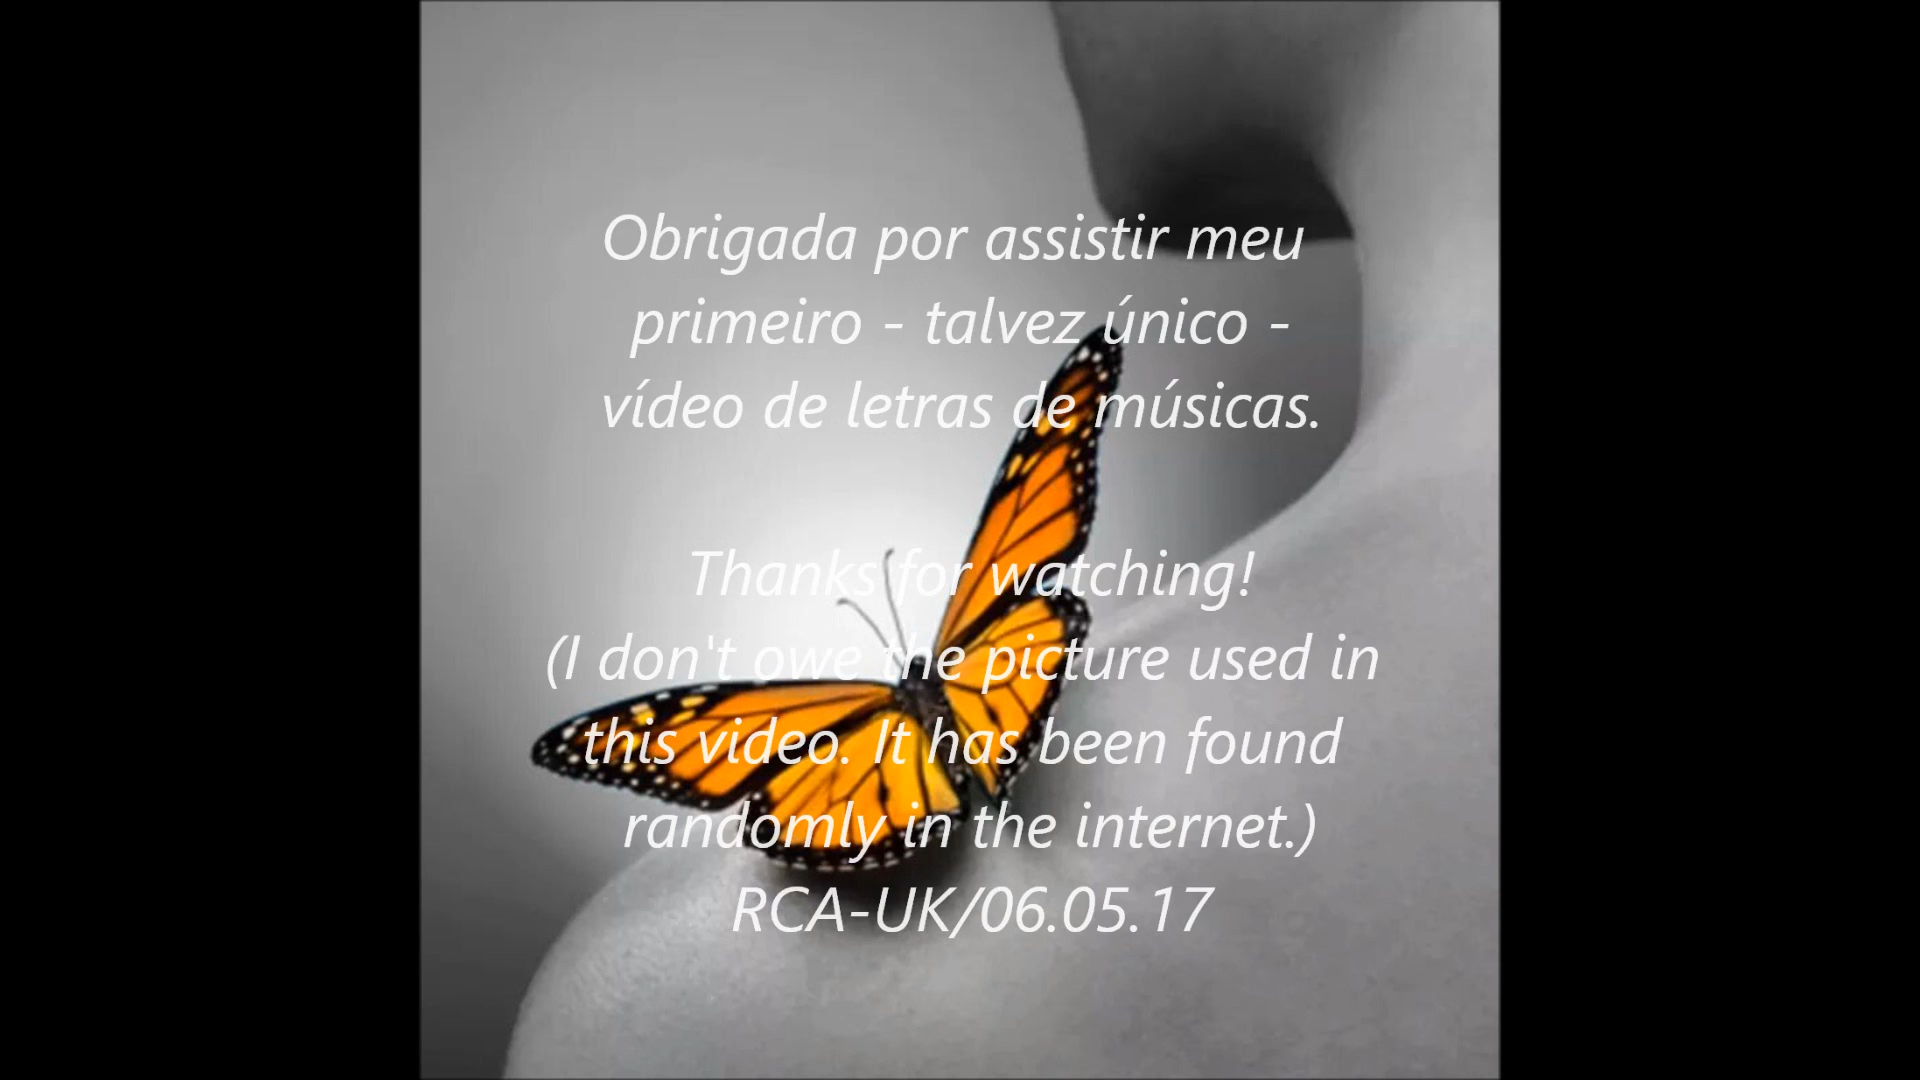 Obrigada por assistir meu
primeiro - talvez único -
vídeo de letras de músicas.
Thanks for watching!
(I don't owe the picture used in
this video. It has been found
randomly in the internet.)
RCA-UK/06.05.17